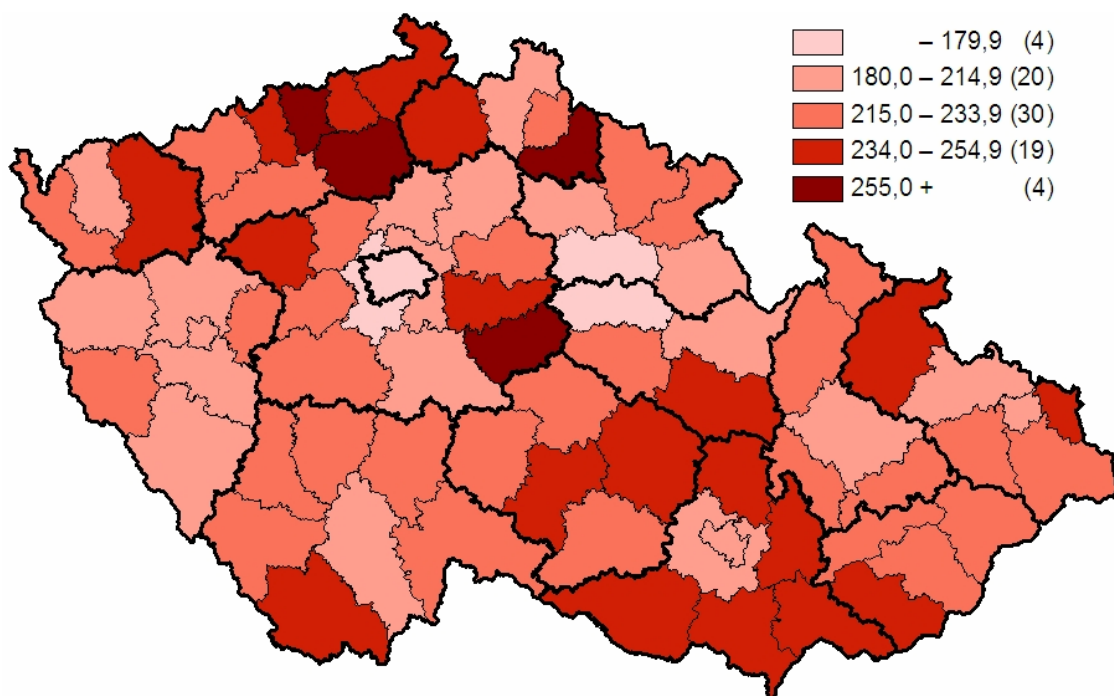 – 179,9 (4)
180,0 – 214,9 (20)
215,0 – 233,9 (30)
234,0 – 254,9 (19)
255,0 + (4)